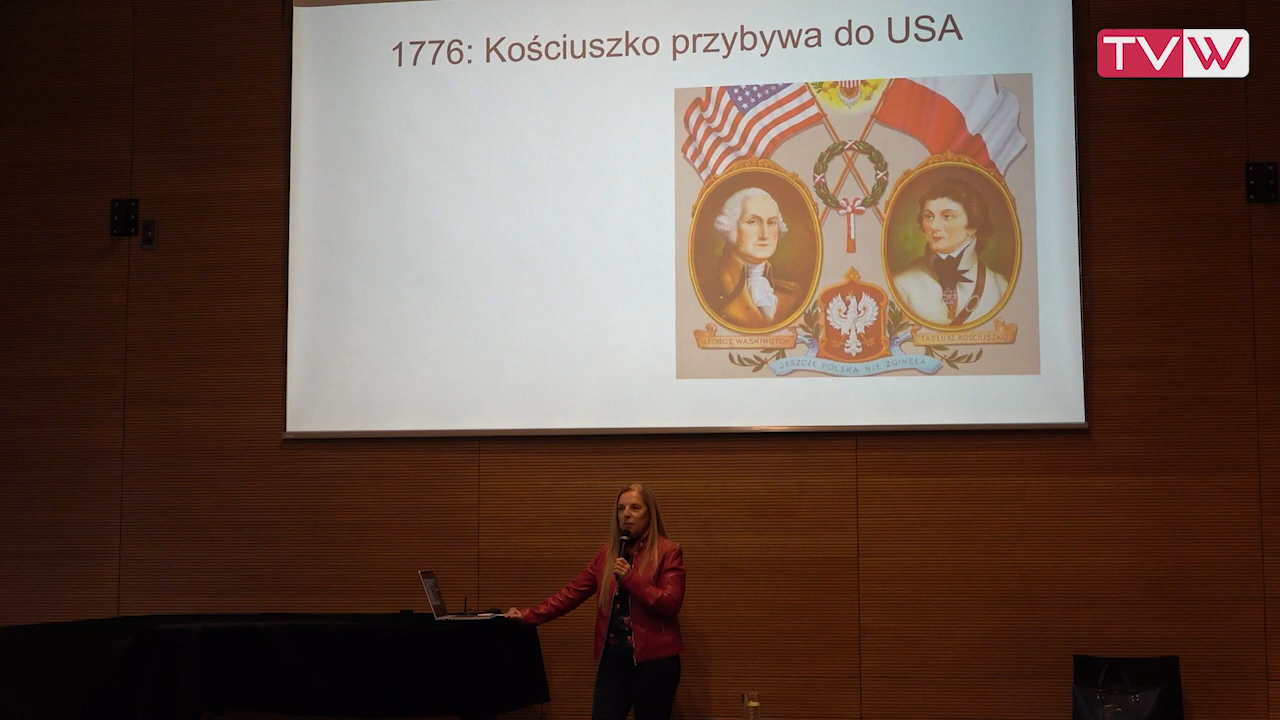 1776: Kościuszko przybywa do USA
TVW
GEORGE WASHINGTON
TADEUSZ KOŚCIUSZKO
JESZCZE POLSKA NIE ZGINĘŁA